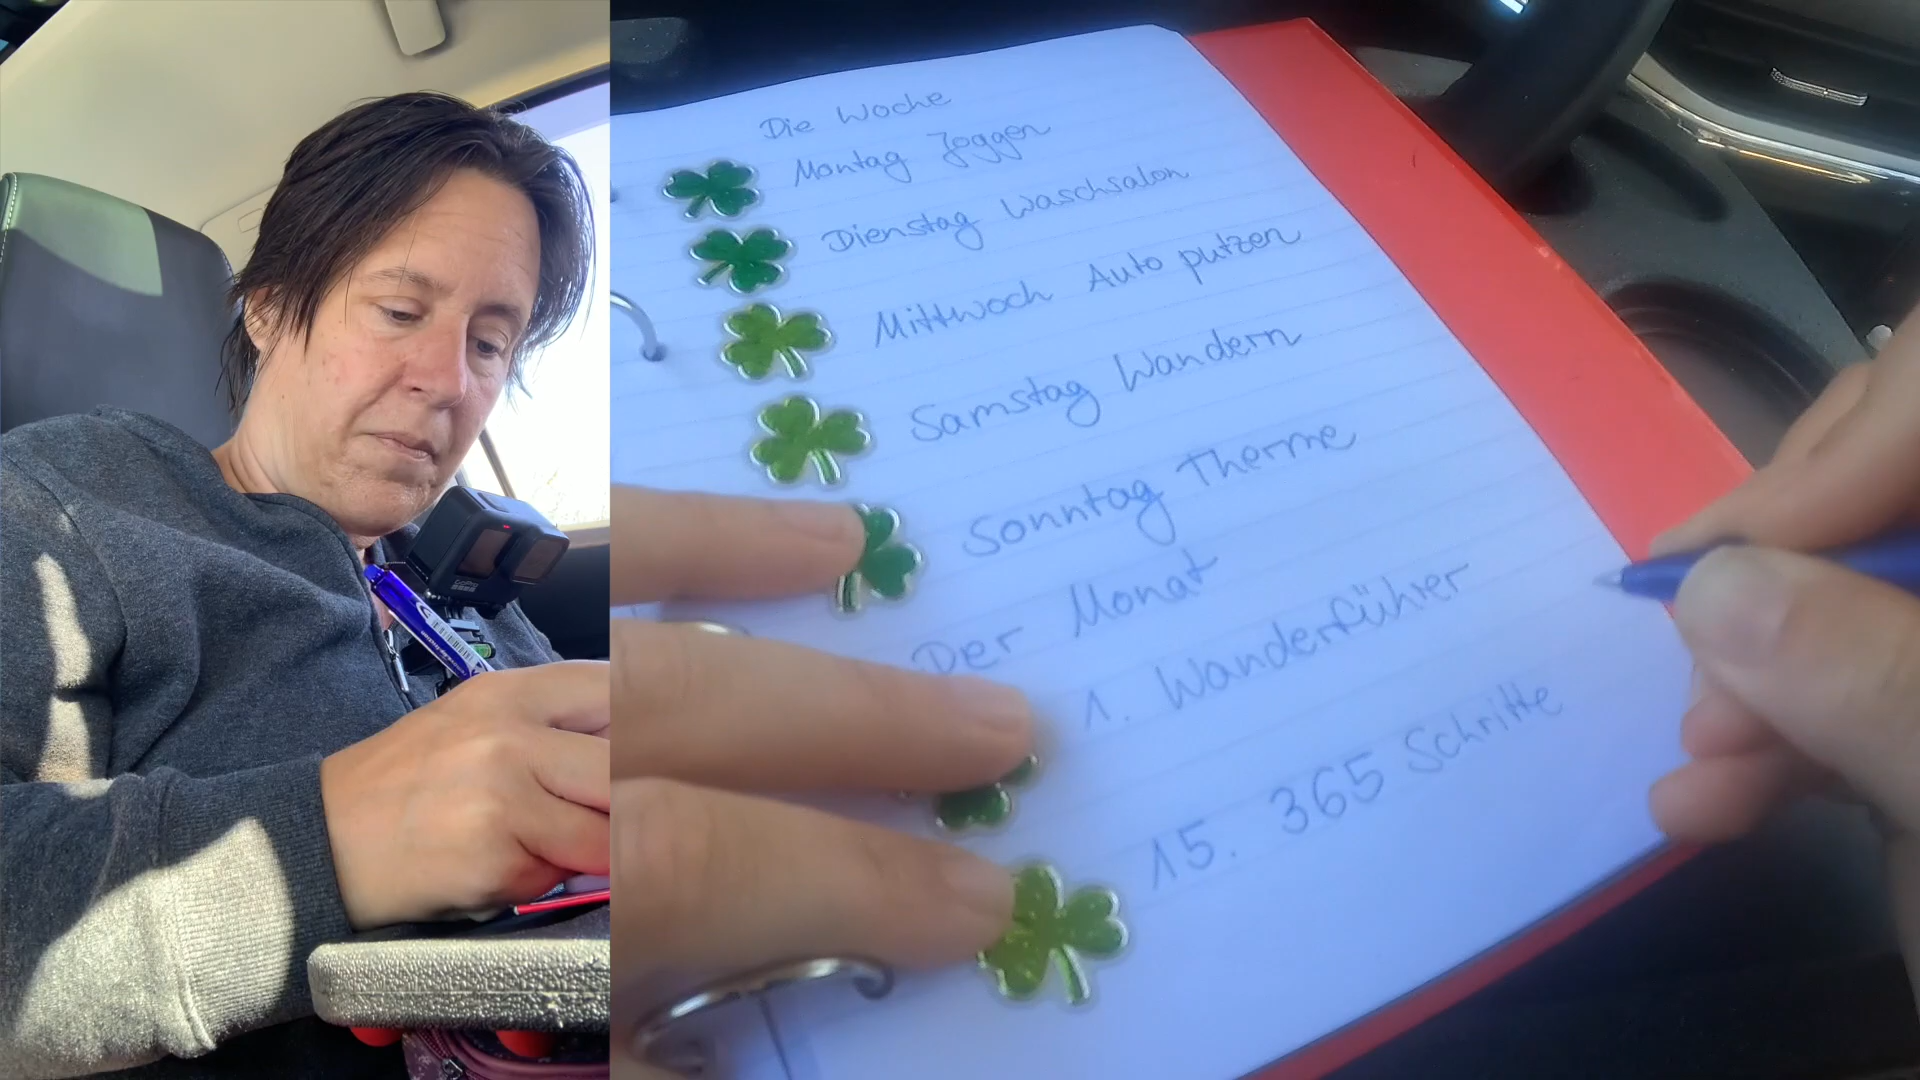 Die Woche
Montag Joggen
Dienstag Waschsalon
Mittwoch Auto putzen
Samstag Wandern
Sonntag Therme
Der Monat
1. Wanderführer
15. 365 Schritte
GoPro